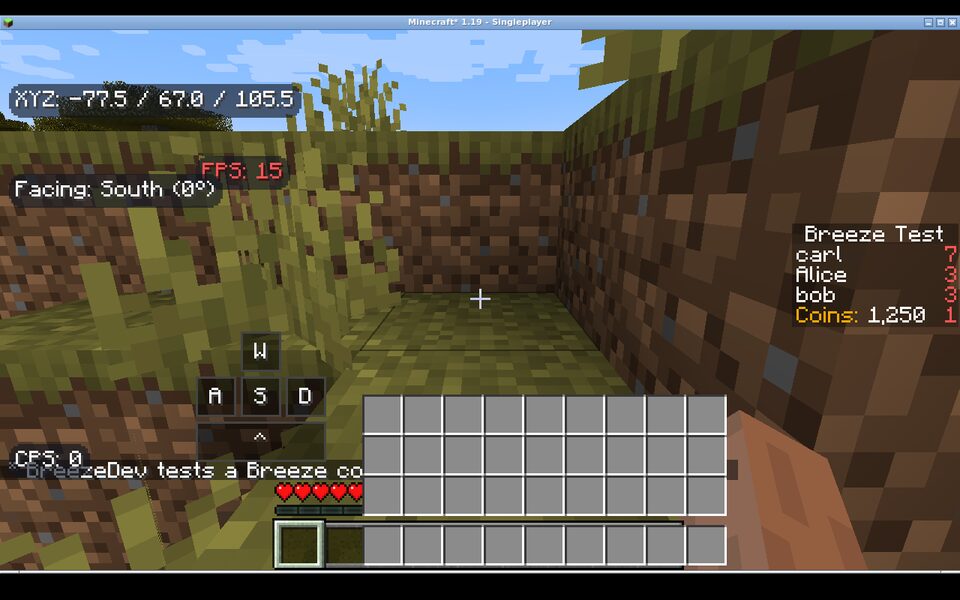 Minecraft* 1.19 - Singleplayer
XYZ: -77.5 / 67.0 / 105.5
FPS: 15
Facing: South (0°)
Breeze Test
carl 7
Alice 3
bob 3
Coins: 1,250 1
W
A S D
^
CPS: 0
BreezeDev tests a Breeze co